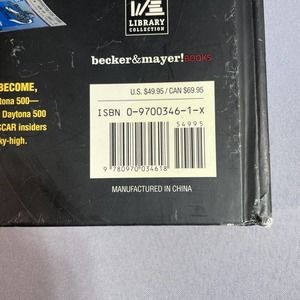 LIBRARY
COLLECTION
becker&mayer! BOOKS
BECOME,
tona 500—
Daytona 500
SCAR insiders
ky-high.
U.S. $49.95 / CAN $69.95
ISBN 0-9700346-1-X
54995
9 780970 034618
MANUFACTURED IN CHINA